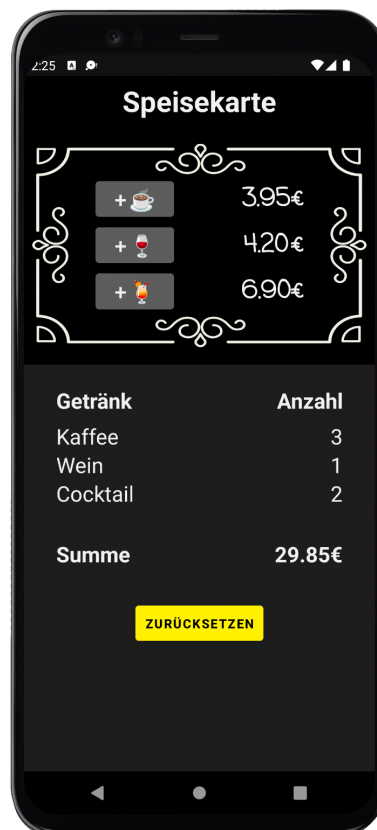 2:25
Speisekarte
+ 3.95€
+ 4.20€
+ 6.90€
Getränk Anzahl
Kaffee 3
Wein 1
Cocktail 2
Summe 29.85€
ZURÜCKSETZEN